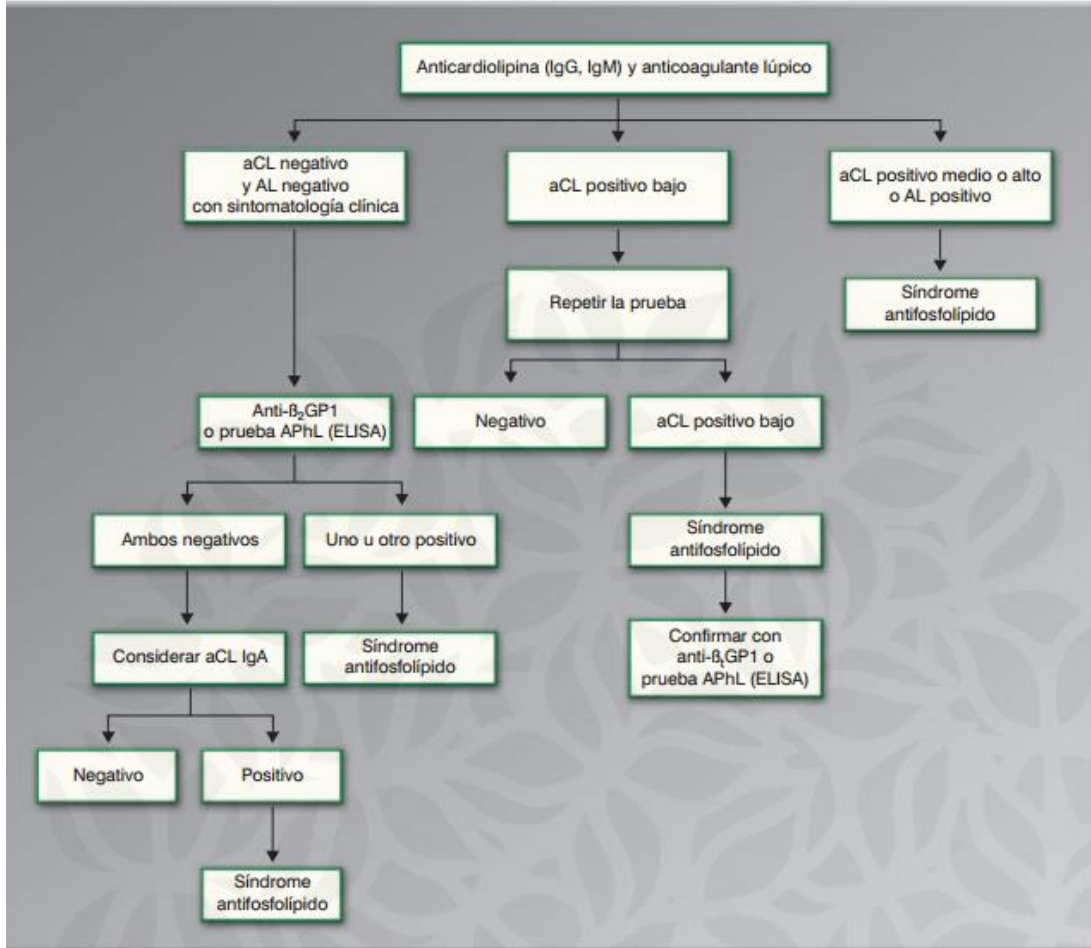 Anticardiolipina (IgG, IgM) y anticoagulante lúpico
aCL negativo
y AL negativo
con sintomatología clínica
aCL positivo bajo
aCL positivo medio o alto
o AL positivo
Repetir la prueba
Síndrome
antifosfolípido
Anti-ß₂GP1
o prueba APhL (ELISA)
Negativo
aCL positivo bajo
Ambos negativos
Uno u otro positivo
Síndrome
antifosfolípido
Considerar aCL IgA
Síndrome
antifosfolípido
Confirmar con
anti-ßₜGP1 o
prueba APhL (ELISA)
Negativo
Positivo
Síndrome
antifosfolípido